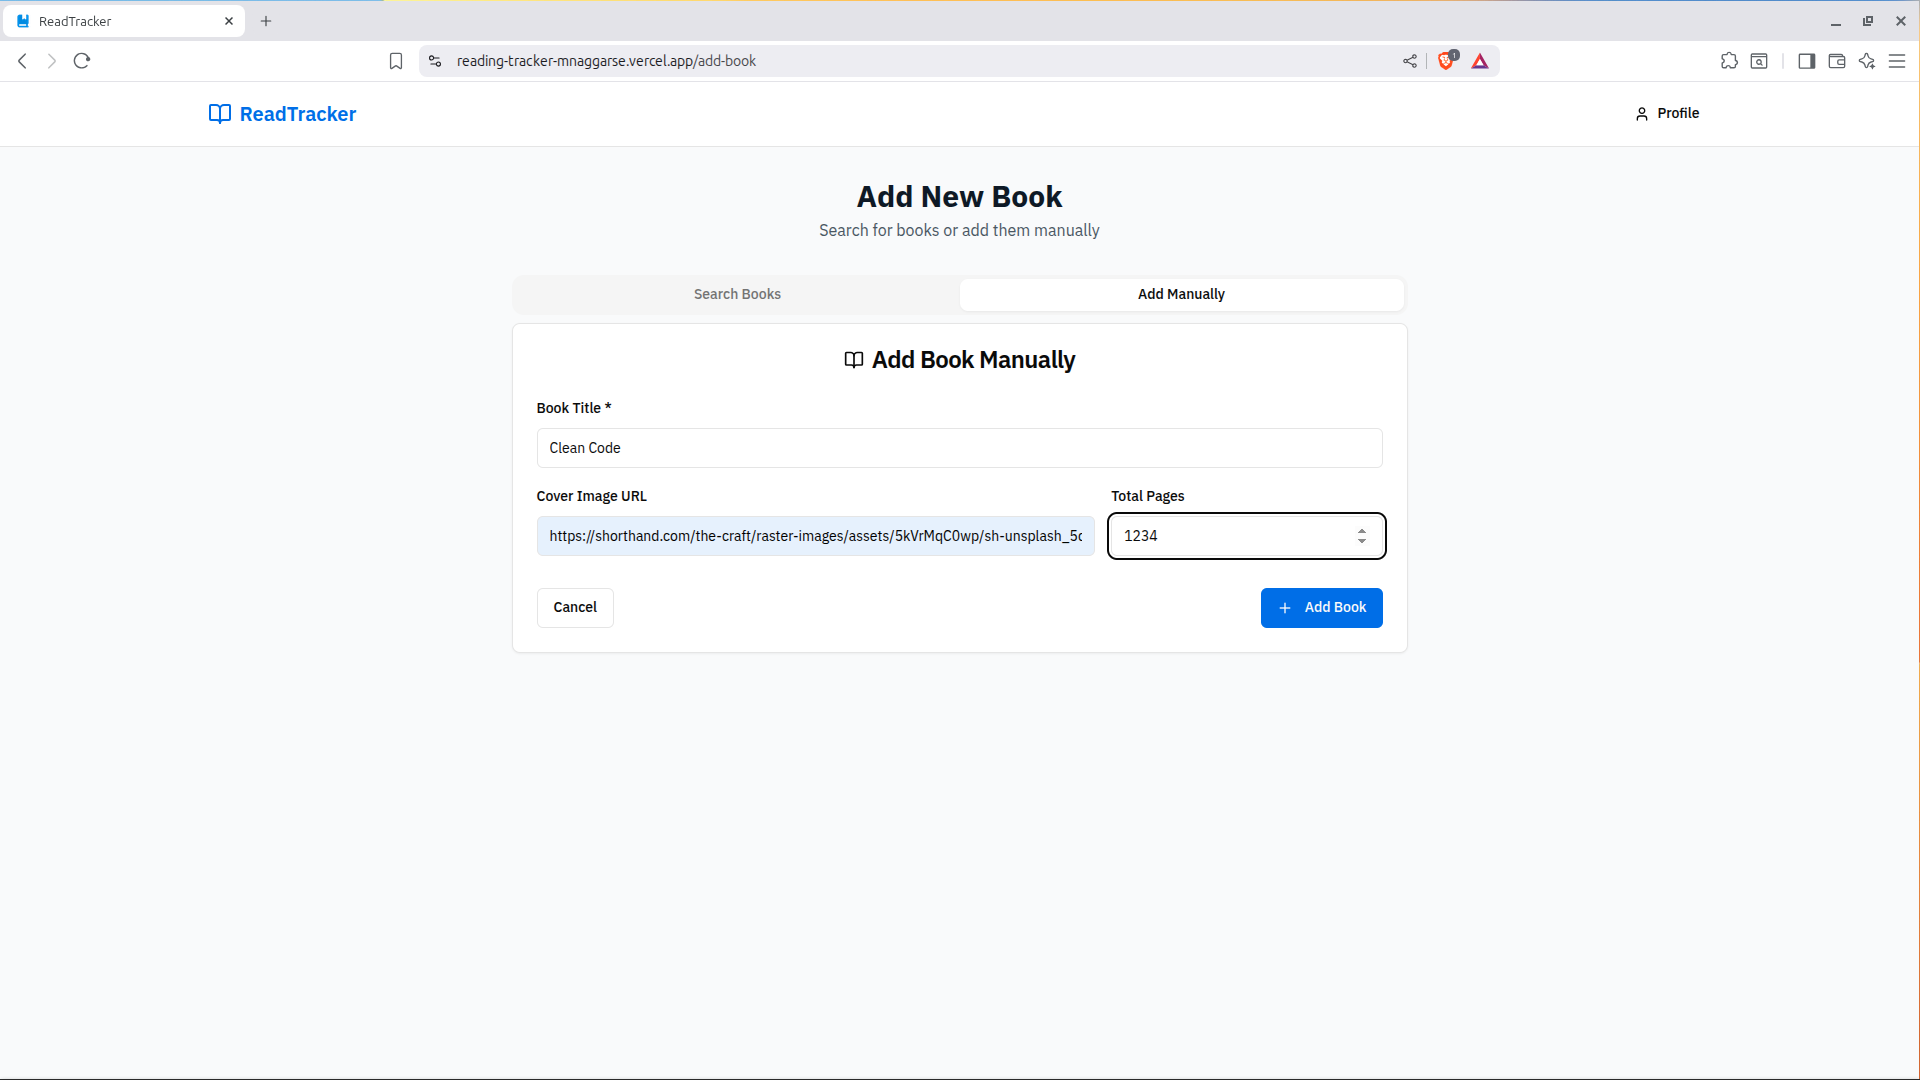 ReadTracker
reading-tracker-mnaggarse.vercel.app/add-book
1
ReadTracker
Profile
Add New Book
Search for books or add them manually
Search Books
Add Manually
Add Book Manually
Book Title *
Clean Code
Cover Image URL
Total Pages
https://shorthand.com/the-craft/raster-images/assets/5kVrMqC0wp/sh-unsplash_5
1234
Cancel
Add Book